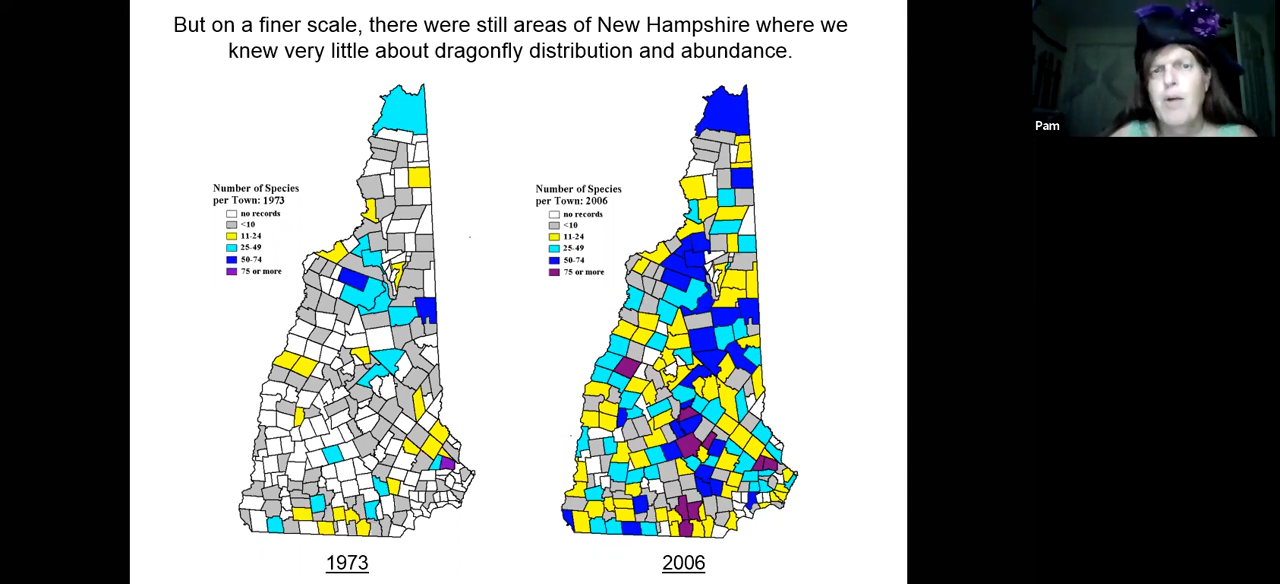 But on a finer scale, there were still areas of New Hampshire where we
knew very little about dragonfly distribution and abundance.
Pam
Number of Species
per Town: 1973
no records
<10
11-24
25-49
50-74
75 or more
Number of Species
per Town: 2006
no records
<10
11-24
25-49
50-74
75 or more
1973
2006